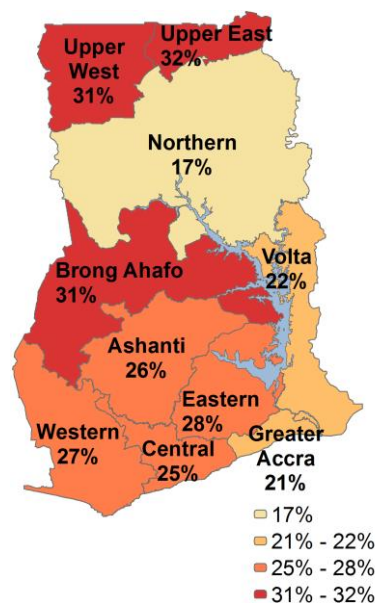 Upper East
32%
Upper
West
31%
Northern
17%
Brong Ahafo
31%
Volta
22%
Ashanti
26%
Eastern
28%
Western
27%
Central
25%
Greater
Accra
21%
17%
21% - 22%
25% - 28%
31% - 32%